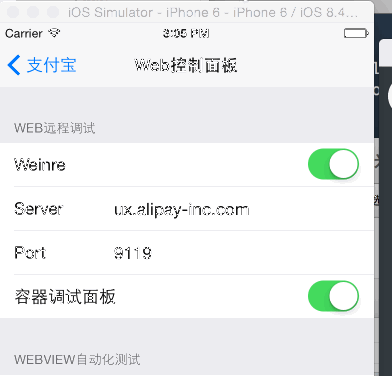 iOS Simulator - iPhone 6 - iPhone 6 / iOS 8.4...
Carrer 3:05 PM
支付宝 Web控制面板
WEB远程调试
Weinre
Server ux.alipay-inc.com
Port 9119
容器调试面板
WEBVIEW自动化测试